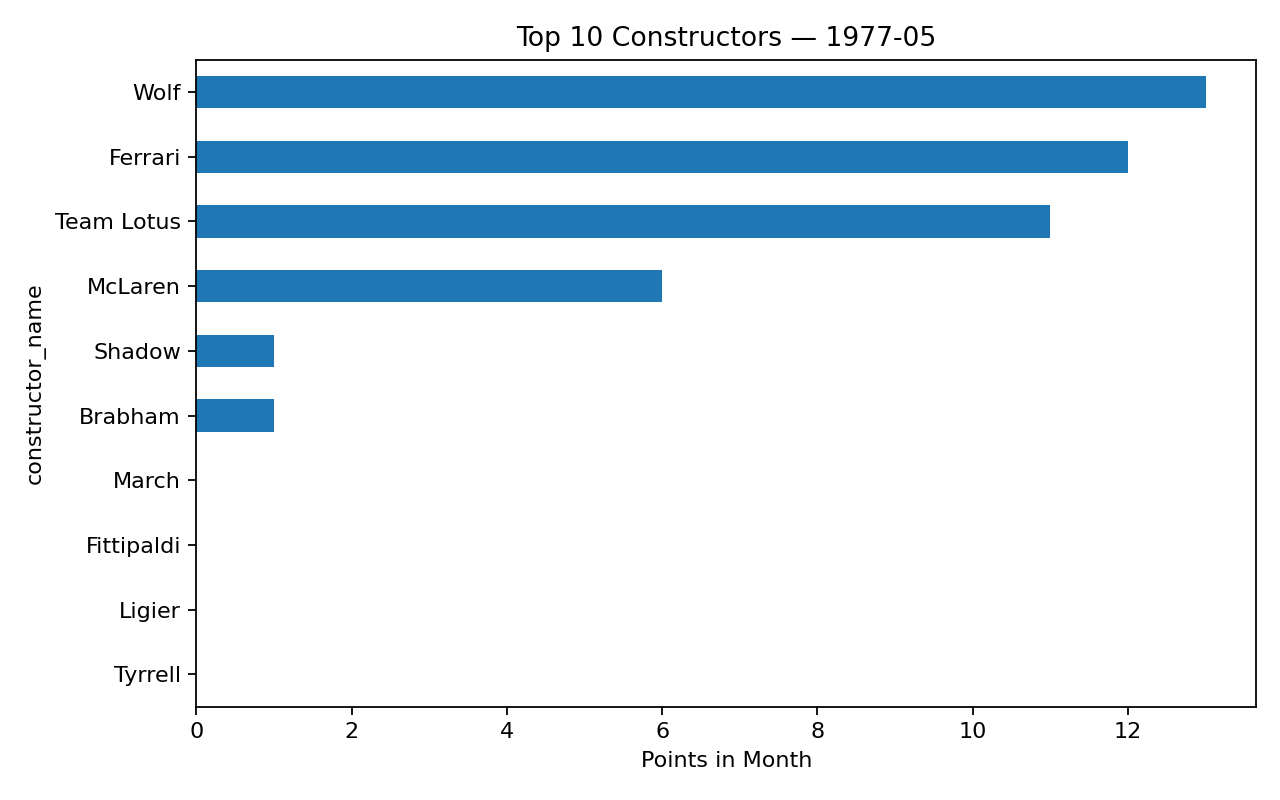 Top 10 Constructors — 1977-05
constructor_name
Wolf
Ferrari
Team Lotus
McLaren
Shadow
Brabham
March
Fittipaldi
Ligier
Tyrrell
0 2 4 6 8 10 12
Points in Month